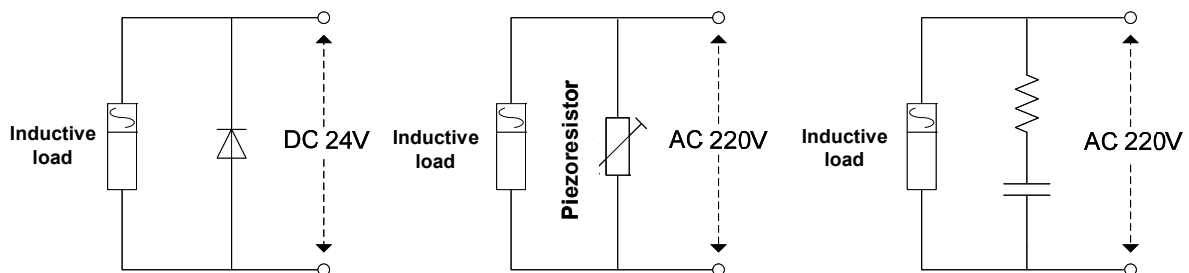 Inductive
load
DC 24V
Inductive
load
Piezoresistor
AC 220V
Inductive
load
AC 220V